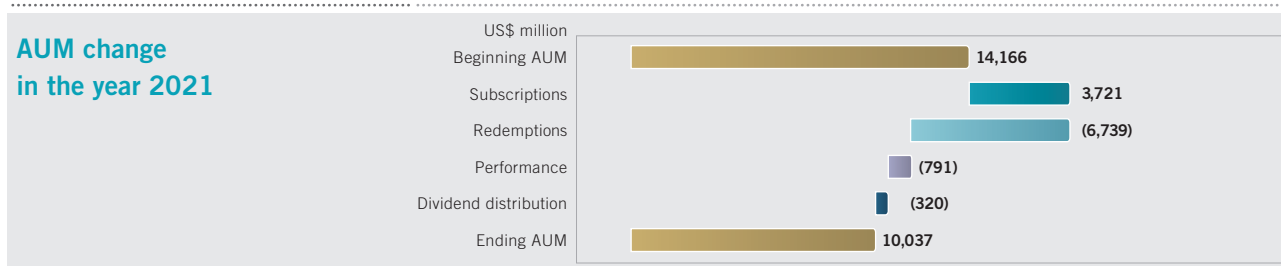 AUM change
in the year 2021
US$ million
Beginning AUM 14,166
Subscriptions 3,721
Redemptions (6,739)
Performance (791)
Dividend distribution (320)
Ending AUM 10,037